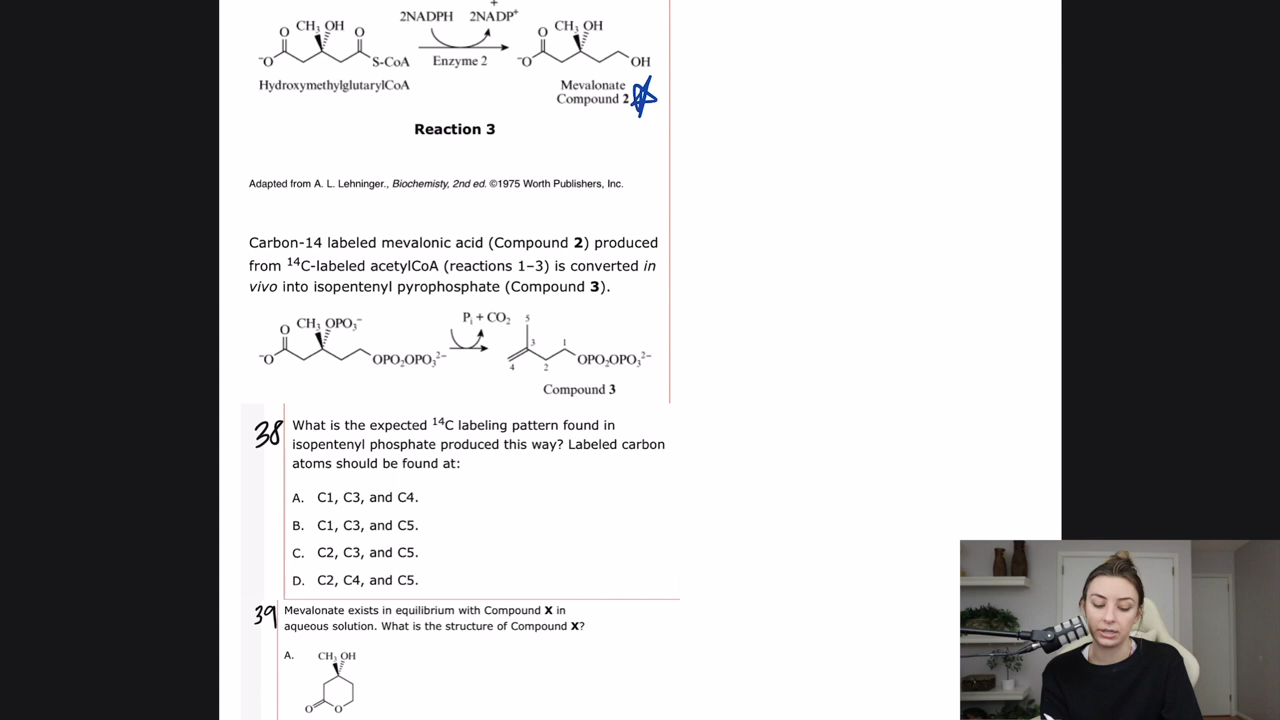 2NADPH 2NADP+
O CH3 OH O
O CH3 OH
-O S-CoA Enzyme 2 -O OH
HydroxymethylglutarylCoA
Mevalonate
Compound 2
Reaction 3
Adapted from A. L. Lehninger., Biochemisty, 2nd ed. ©1975 Worth Publishers, Inc.
Carbon-14 labeled mevalonic acid (Compound 2) produced
from 14C-labeled acetylCoA (reactions 1–3) is converted in
vivo into isopentenyl pyrophosphate (Compound 3).
O CH3 OPO3- Pi + CO2 5
3 1
-O OPO2OPO3 2- OPO2OPO3 2-
4 2
Compound 3
38 What is the expected 14C labeling pattern found in
isopentenyl phosphate produced this way? Labeled carbon
atoms should be found at:
A. C1, C3, and C4.
B. C1, C3, and C5.
C. C2, C3, and C5.
D. C2, C4, and C5.
39 Mevalonate exists in equilibrium with Compound X in
aqueous solution. What is the structure of Compound X?
A. CH3 OH
O O